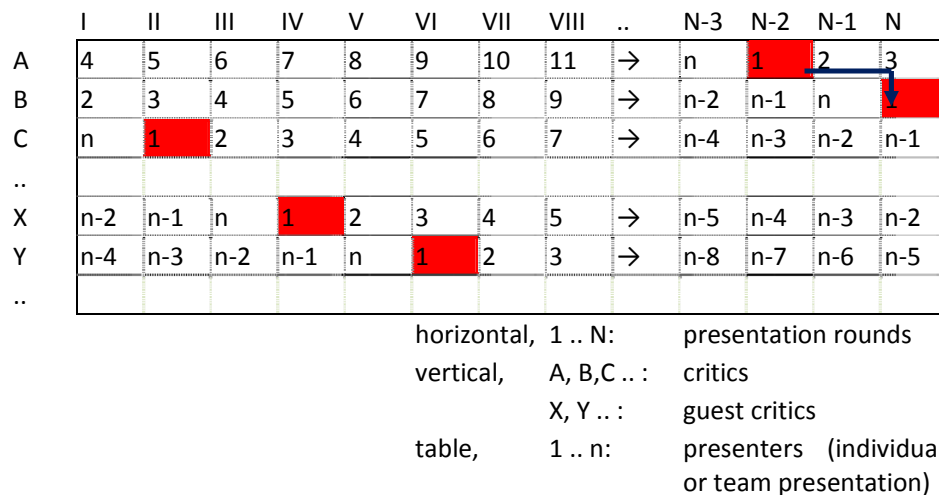 I II III IV V VI VII VIII .. N-3 N-2 N-1 N
A 4 5 6 7 8 9 10 11 → n 1 2 3
B 2 3 4 5 6 7 8 9 → n-2 n-1 n 1
C n 1 2 3 4 5 6 7 → n-4 n-3 n-2 n-1
..
X n-2 n-1 n 1 2 3 4 5 → n-5 n-4 n-3 n-2
Y n-4 n-3 n-2 n-1 n 1 2 3 → n-8 n-7 n-6 n-5
..
horizontal, 1 .. N: presentation rounds
vertical, A, B,C .. : critics
X, Y .. : guest critics
table, 1 .. n: presenters (individua
or team presentation)